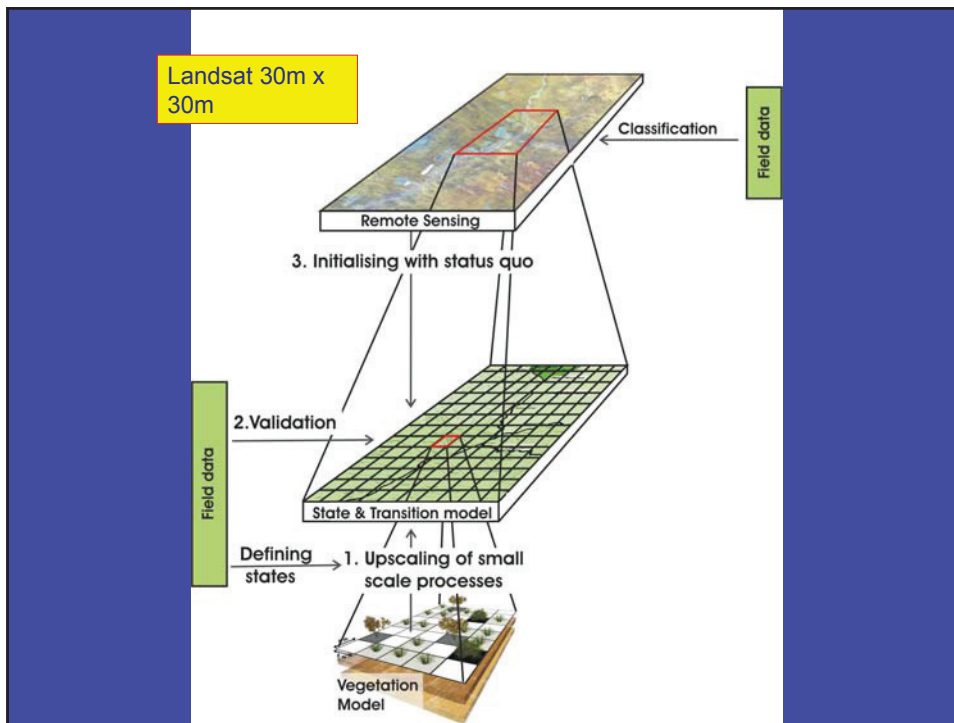 Landsat 30m x
30m
Classification
Field data
Remote Sensing
3. Initialising with status quo
2.Validation
Field data
State & Transition model
Defining
states
1. Upscaling of small
scale processes
Vegetation
Model